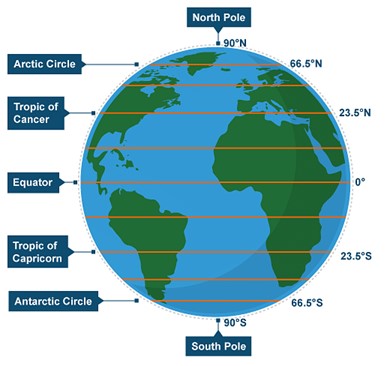 North Pole
90°N
Arctic Circle
66.5°N
Tropic of
Cancer
23.5°N
Equator
0°
Tropic of
Capricorn
23.5°S
Antarctic Circle
66.5°S
90°S
South Pole